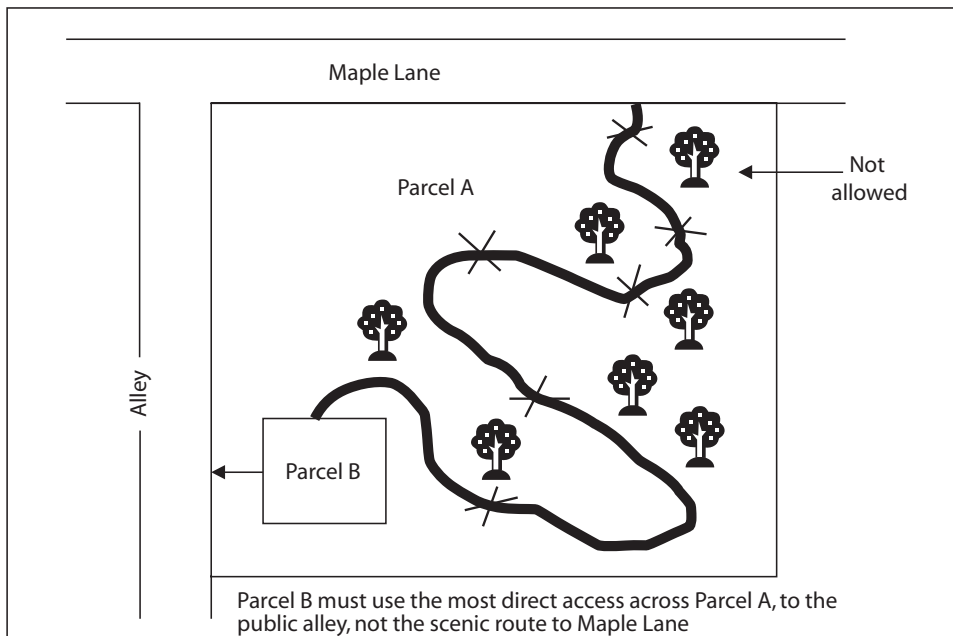 Maple Lane
Parcel A
Not
allowed
Alley
Parcel B
Parcel B must use the most direct access across Parcel A, to the
public alley, not the scenic route to Maple Lane